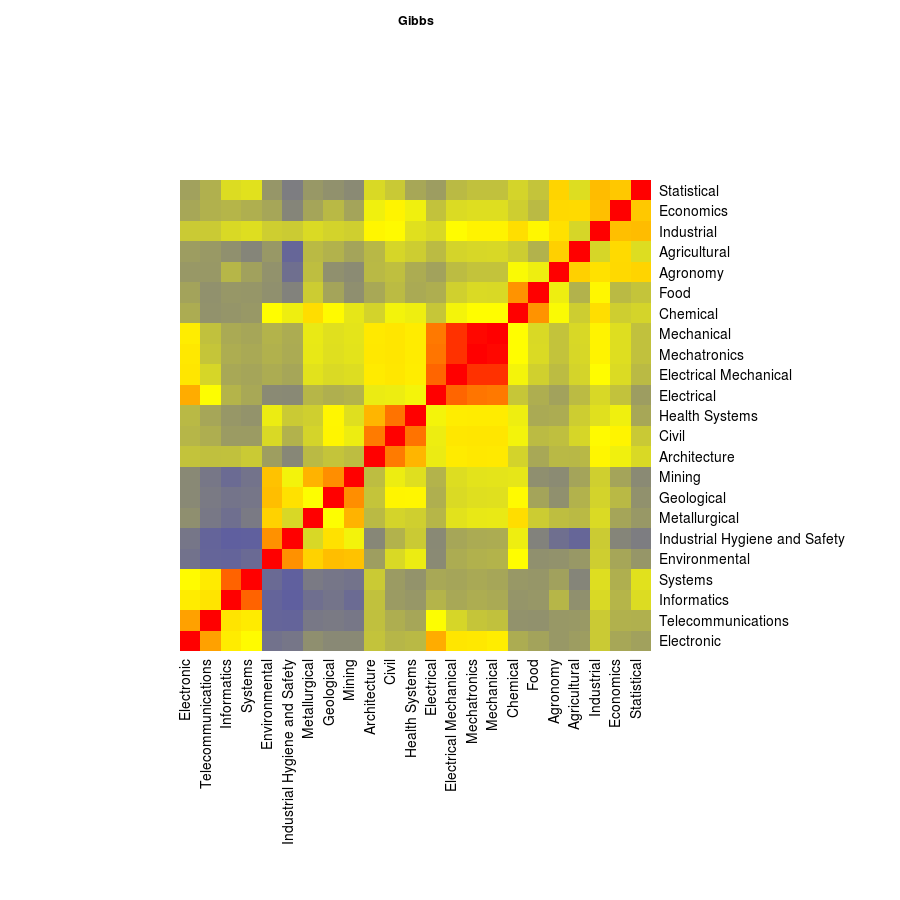 Gibbs
Statistical
Economics
Industrial
Agricultural
Agronomy
Food
Chemical
Mechanical
Mechatronics
Electrical Mechanical
Electrical
Health Systems
Civil
Architecture
Mining
Geological
Metallurgical
Industrial Hygiene and Safety
Environmental
Systems
Informatics
Telecommunications
Electronic
Electronic
Telecommunications
Informatics
Systems
Environmental
Industrial Hygiene and Safety
Metallurgical
Geological
Mining
Architecture
Civil
Health Systems
Electrical
Electrical Mechanical
Mechatronics
Mechanical
Chemical
Food
Agronomy
Agricultural
Industrial
Economics
Statistical